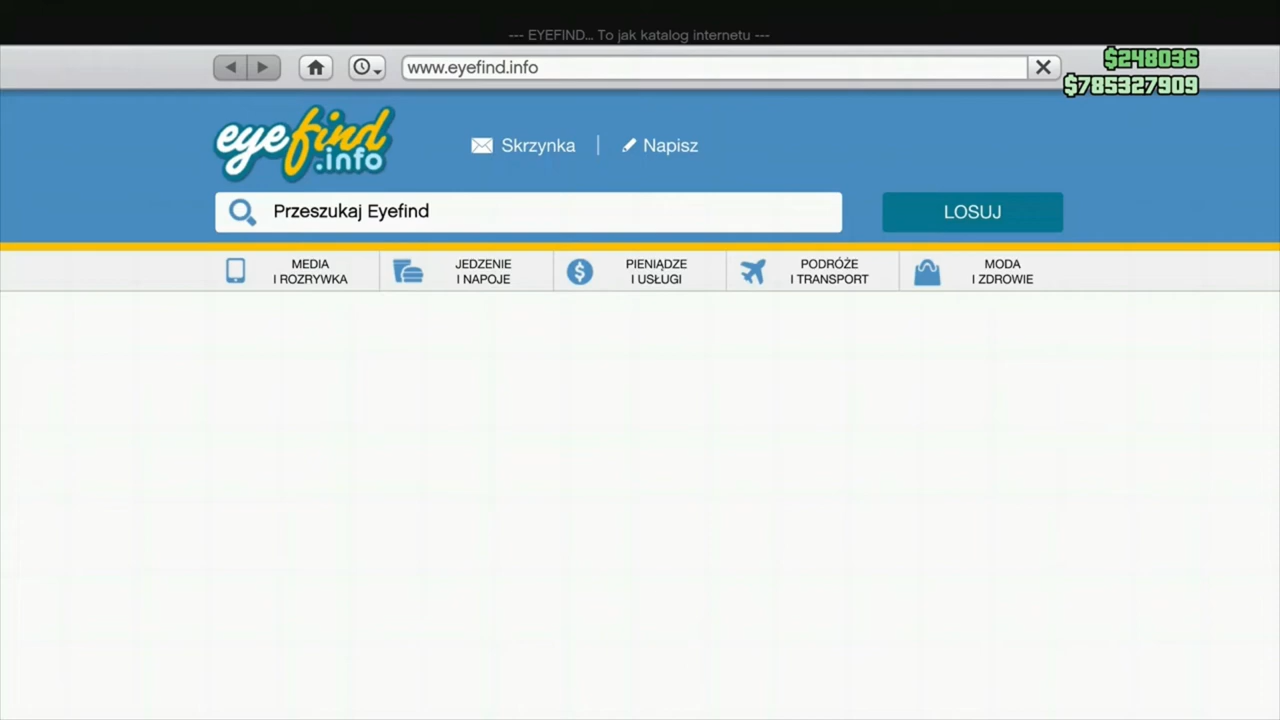 --- EYEFIND... To jak katalog internetu ---
www.eyefind.info
$248036
$785327909
eyefind
.info
Skrzynka | Napisz
Przeszukaj Eyefind
LOSUJ
MEDIA
I ROZRYWKA
JEDZENIE
I NAPOJE
PIENIĄDZE
I USŁUGI
PODRÓŻE
I TRANSPORT
MODA
I ZDROWIE